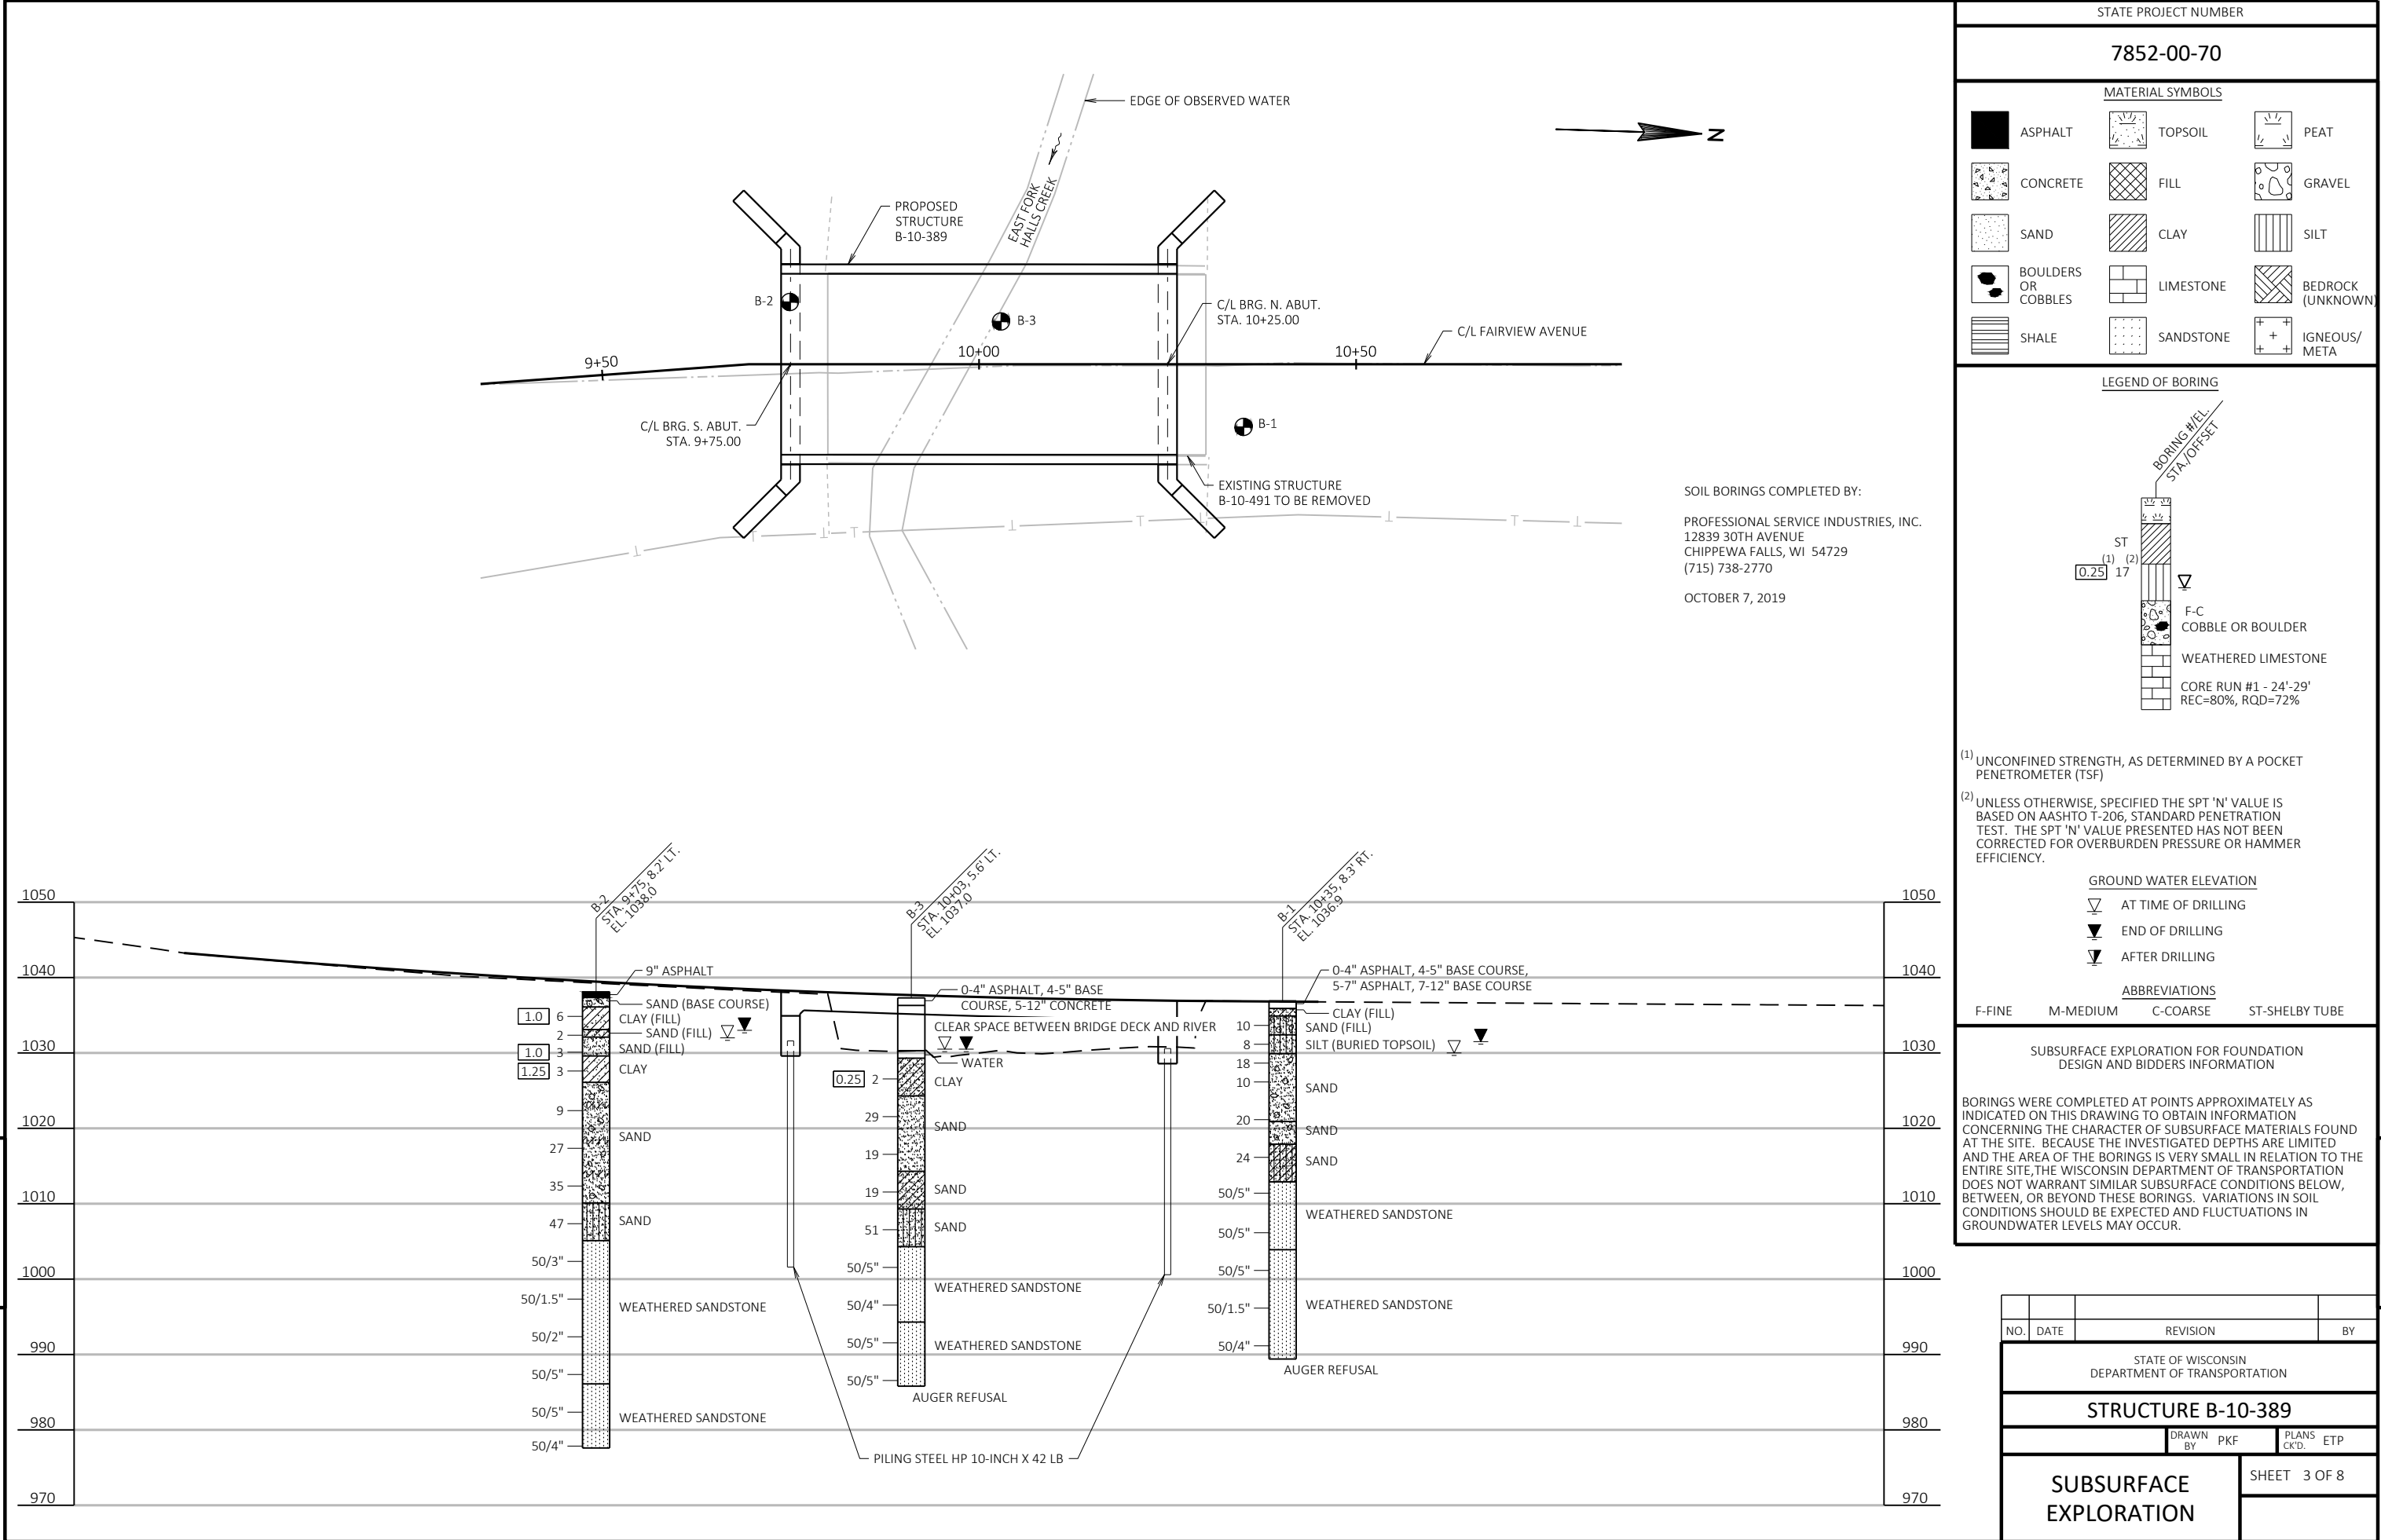 EDGE OF OBSERVED WATER
N
EAST FORK
HALLS CREEK
PROPOSED
STRUCTURE
B-10-389
B-2
B-3
C/L BRG. N. ABUT.
STA. 10+25.00
C/L FAIRVIEW AVENUE
9+50
10+00
10+50
C/L BRG. S. ABUT.
STA. 9+75.00
B-1
EXISTING STRUCTURE
B-10-491 TO BE REMOVED
SOIL BORINGS COMPLETED BY:
PROFESSIONAL SERVICE INDUSTRIES, INC.
12839 30TH AVENUE
CHIPPEWA FALLS, WI 54729
(715) 738-2770
OCTOBER 7, 2019
1050
1040
1030
1020
1010
1000
990
980
970
B-2
STA. 9+75, 8.2' LT.
EL. 1038.0
9" ASPHALT
SAND (BASE COURSE)
1.0 6
CLAY (FILL)
2
SAND (FILL)
1.0 3
SAND (FILL)
1.25 3
CLAY
9
SAND
27
35
47
SAND
50/3"
50/1.5"
WEATHERED SANDSTONE
50/2"
50/5"
50/5"
WEATHERED SANDSTONE
50/4"
B-3
STA. 10+03, 5.6' LT.
EL. 1037.0
0-4" ASPHALT, 4-5" BASE
COURSE, 5-12" CONCRETE
CLEAR SPACE BETWEEN BRIDGE DECK AND RIVER
WATER
0.25 2
CLAY
29
SAND
19
19
SAND
51
SAND
50/5"
WEATHERED SANDSTONE
50/4"
50/5"
WEATHERED SANDSTONE
50/5"
AUGER REFUSAL
PILING STEEL HP 10-INCH X 42 LB
B-1
STA. 10+35, 8.3' RT.
EL. 1036.9
0-4" ASPHALT, 4-5" BASE COURSE,
5-7" ASPHALT, 7-12" BASE COURSE
CLAY (FILL)
10
SAND (FILL)
8
SILT (BURIED TOPSOIL)
18
10
SAND
20
SAND
24
SAND
50/5"
WEATHERED SANDSTONE
50/5"
50/5"
50/1.5"
WEATHERED SANDSTONE
50/4"
AUGER REFUSAL
1050
1040
1030
1020
1010
1000
990
980
970
STATE PROJECT NUMBER
7852-00-70
MATERIAL SYMBOLS
ASPHALT
TOPSOIL
PEAT
CONCRETE
FILL
GRAVEL
SAND
CLAY
SILT
BOULDERS
OR
COBBLES
LIMESTONE
BEDROCK
(UNKNOWN)
SHALE
SANDSTONE
IGNEOUS/
META
LEGEND OF BORING
BORING #/EL.
STA./OFFSET
ST
(1) (2)
0.25 17
F-C
COBBLE OR BOULDER
WEATHERED LIMESTONE
CORE RUN #1 - 24'-29'
REC=80%, RQD=72%
(1) UNCONFINED STRENGTH, AS DETERMINED BY A POCKET
PENETROMETER (TSF)
(2) UNLESS OTHERWISE, SPECIFIED THE SPT 'N' VALUE IS
BASED ON AASHTO T-206, STANDARD PENETRATION
TEST. THE SPT 'N' VALUE PRESENTED HAS NOT BEEN
CORRECTED FOR OVERBURDEN PRESSURE OR HAMMER
EFFICIENCY.
GROUND WATER ELEVATION
AT TIME OF DRILLING
END OF DRILLING
AFTER DRILLING
ABBREVIATIONS
F-FINE M-MEDIUM C-COARSE ST-SHELBY TUBE
SUBSURFACE EXPLORATION FOR FOUNDATION
DESIGN AND BIDDERS INFORMATION
BORINGS WERE COMPLETED AT POINTS APPROXIMATELY AS
INDICATED ON THIS DRAWING TO OBTAIN INFORMATION
CONCERNING THE CHARACTER OF SUBSURFACE MATERIALS FOUND
AT THE SITE. BECAUSE THE INVESTIGATED DEPTHS ARE LIMITED
AND THE AREA OF THE BORINGS IS VERY SMALL IN RELATION TO THE
ENTIRE SITE,THE WISCONSIN DEPARTMENT OF TRANSPORTATION
DOES NOT WARRANT SIMILAR SUBSURFACE CONDITIONS BELOW,
BETWEEN, OR BEYOND THESE BORINGS. VARIATIONS IN SOIL
CONDITIONS SHOULD BE EXPECTED AND FLUCTUATIONS IN
GROUNDWATER LEVELS MAY OCCUR.
NO. DATE REVISION BY
STATE OF WISCONSIN
DEPARTMENT OF TRANSPORTATION
STRUCTURE B-10-389
DRAWN
BY PKF
PLANS
CK'D. ETP
SUBSURFACE
EXPLORATION
SHEET 3 OF 8